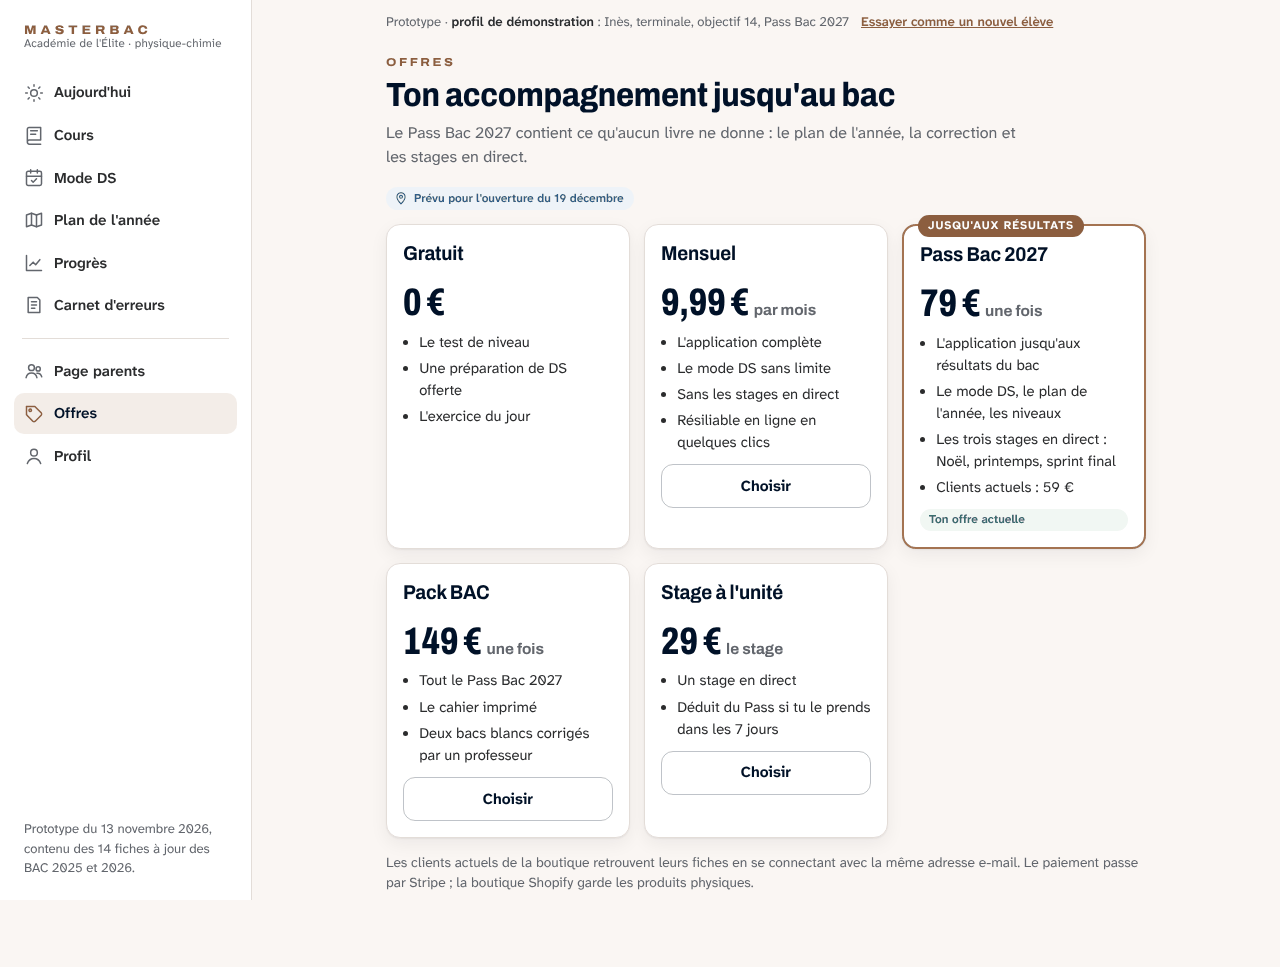 MASTERBAC
Académie de l'Élite · physique-chimie
Aujourd'hui
Cours
Mode DS
Plan de l'année
Progrès
Carnet d'erreurs
Page parents
Offres
Profil
Prototype du 13 novembre 2026,
contenu des 14 fiches à jour des
BAC 2025 et 2026.
Prototype · profil de démonstration : Inès, terminale, objectif 14, Pass Bac 2027 Essayer comme un nouvel élève
OFFRES
Ton accompagnement jusqu'au bac
Le Pass Bac 2027 contient ce qu'aucun livre ne donne : le plan de l'année, la correction et
les stages en direct.
Prévu pour l'ouverture du 19 décembre
Gratuit
0 €
Le test de niveau
Une préparation de DS
offerte
L'exercice du jour
Mensuel
9,99 € par mois
L'application complète
Le mode DS sans limite
Sans les stages en direct
Résiliable en ligne en
quelques clics
Choisir
JUSQU'AUX RÉSULTATS
Pass Bac 2027
79 € une fois
L'application jusqu'aux
résultats du bac
Le mode DS, le plan de
l'année, les niveaux
Les trois stages en direct :
Noël, printemps, sprint final
Clients actuels : 59 €
Ton offre actuelle
Pack BAC
149 € une fois
Tout le Pass Bac 2027
Le cahier imprimé
Deux bacs blancs corrigés
par un professeur
Choisir
Stage à l'unité
29 € le stage
Un stage en direct
Déduit du Pass si tu le prends
dans les 7 jours
Choisir
Les clients actuels de la boutique retrouvent leurs fiches en se connectant avec la même adresse e-mail. Le paiement passe
par Stripe ; la boutique Shopify garde les produits physiques.